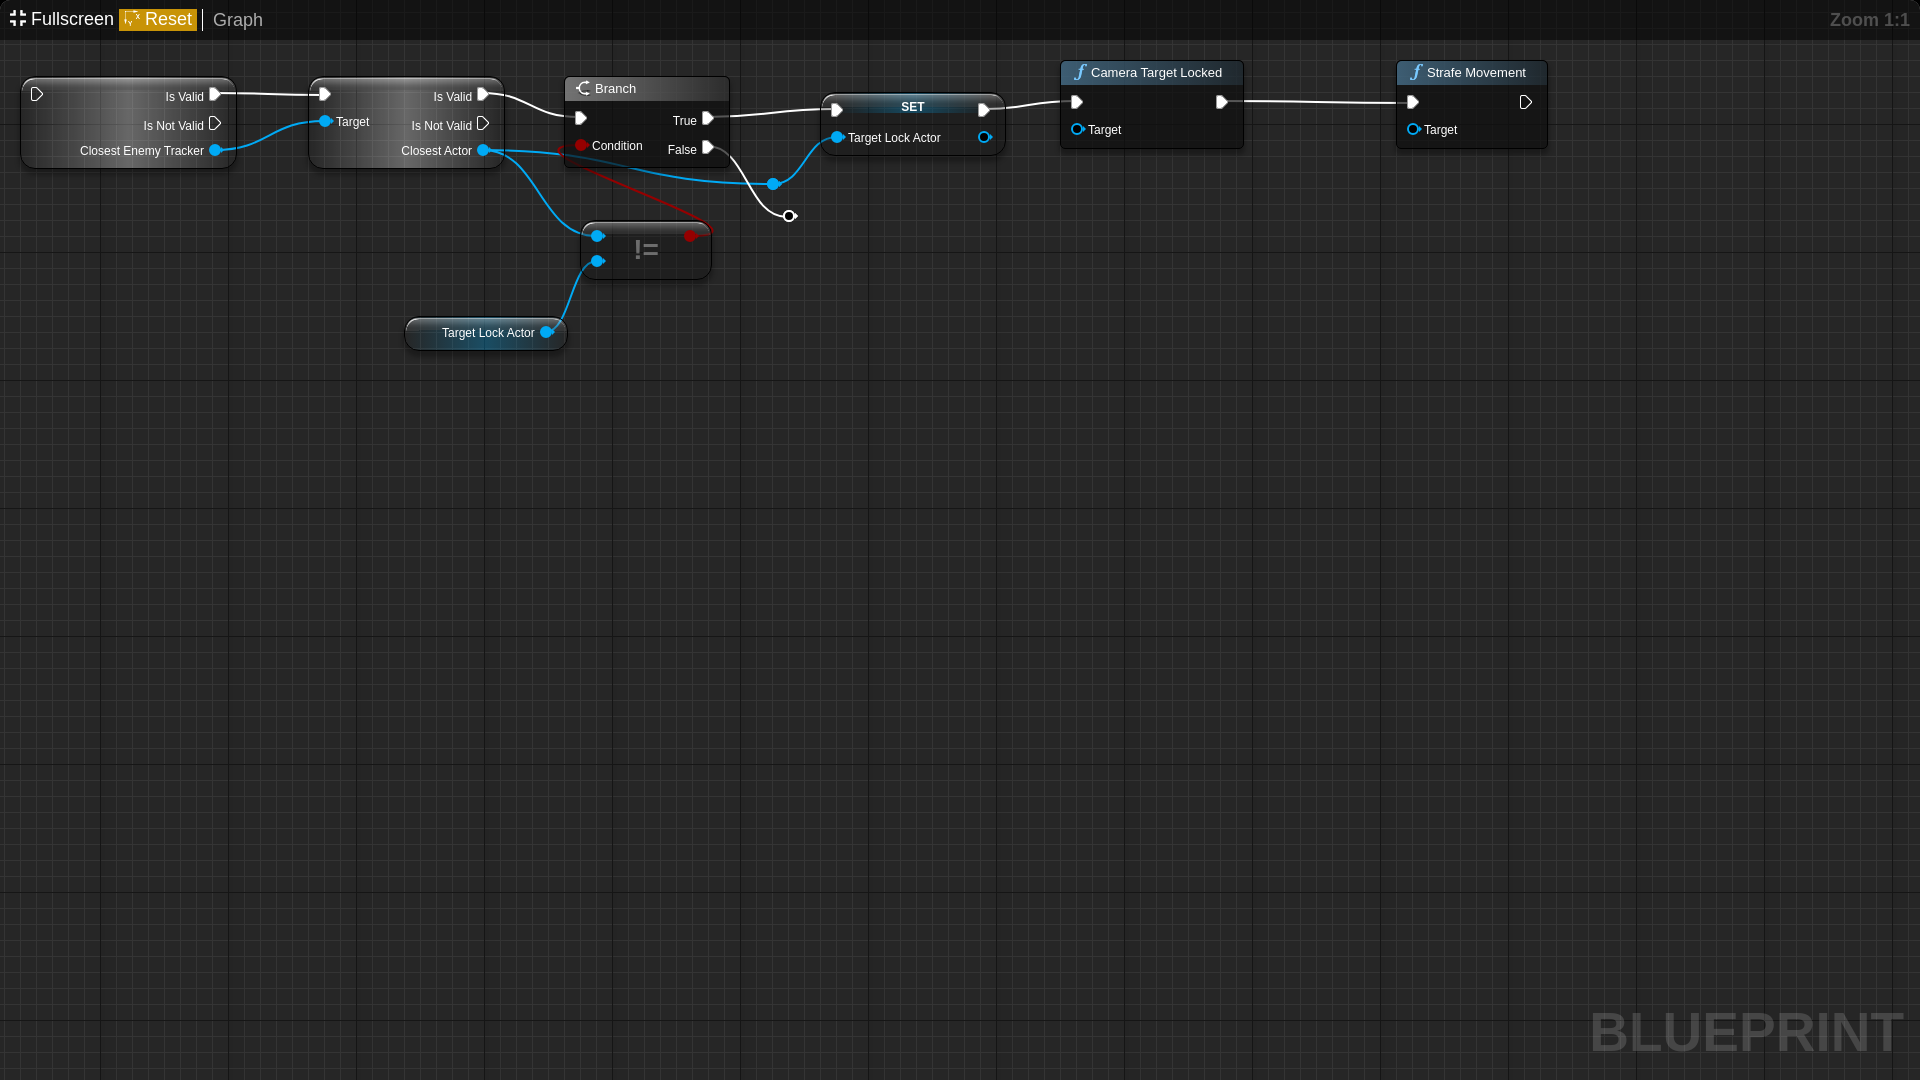 Fullscreen Reset Graph Zoom 1:1
Is Valid
Is Not Valid
Closest Enemy Tracker
Is Valid
Target
Is Not Valid
Closest Actor
Branch
True
Condition
False
SET
Target Lock Actor
Camera Target Locked
Target
Strafe Movement
Target
!=
Target Lock Actor
BLUEPRINT